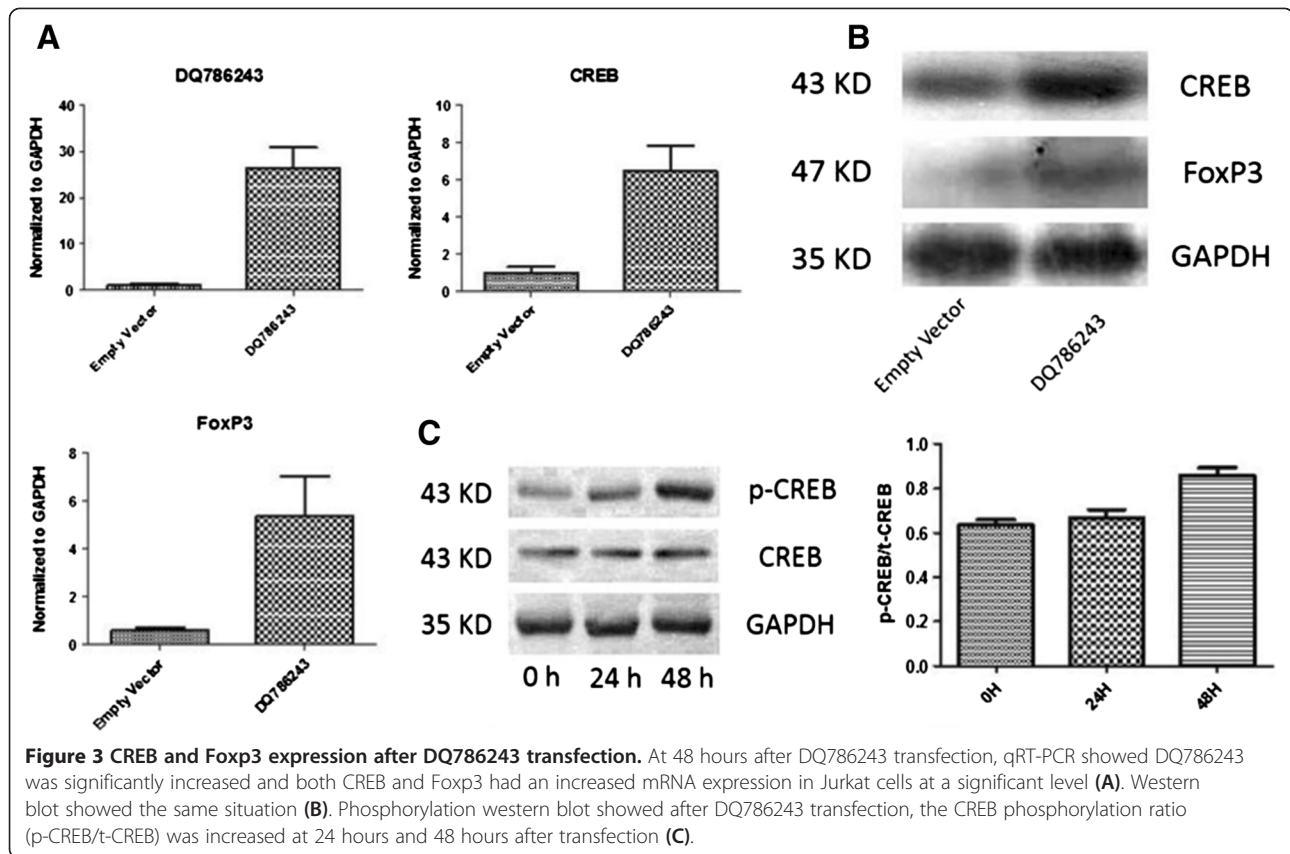 A
DQ786243
Normalized to GAPDH
40
30
20
10
0
Empty Vector
DQ786243
CREB
Normalized to GAPDH
10
8
6
4
2
0
Empty Vector
DQ786243
B
43 KD
CREB
47 KD
FoxP3
35 KD
GAPDH
Empty Vector
DQ786243
FoxP3
Normalized to GAPDH
8
6
4
2
0
Empty Vector
DQ786243
C
43 KD
p-CREB
43 KD
CREB
35 KD
GAPDH
0 h 24 h 48 h
p-CREB/t-CREB
1.0
0.8
0.6
0.4
0.2
0.0
0H
24H
48H
Figure 3 CREB and Foxp3 expression after DQ786243 transfection. At 48 hours after DQ786243 transfection, qRT-PCR showed DQ786243
was significantly increased and both CREB and Foxp3 had an increased mRNA expression in Jurkat cells at a significant level (A). Western
blot showed the same situation (B). Phosphorylation western blot showed after DQ786243 transfection, the CREB phosphorylation ratio
(p-CREB/t-CREB) was increased at 24 hours and 48 hours after transfection (C).